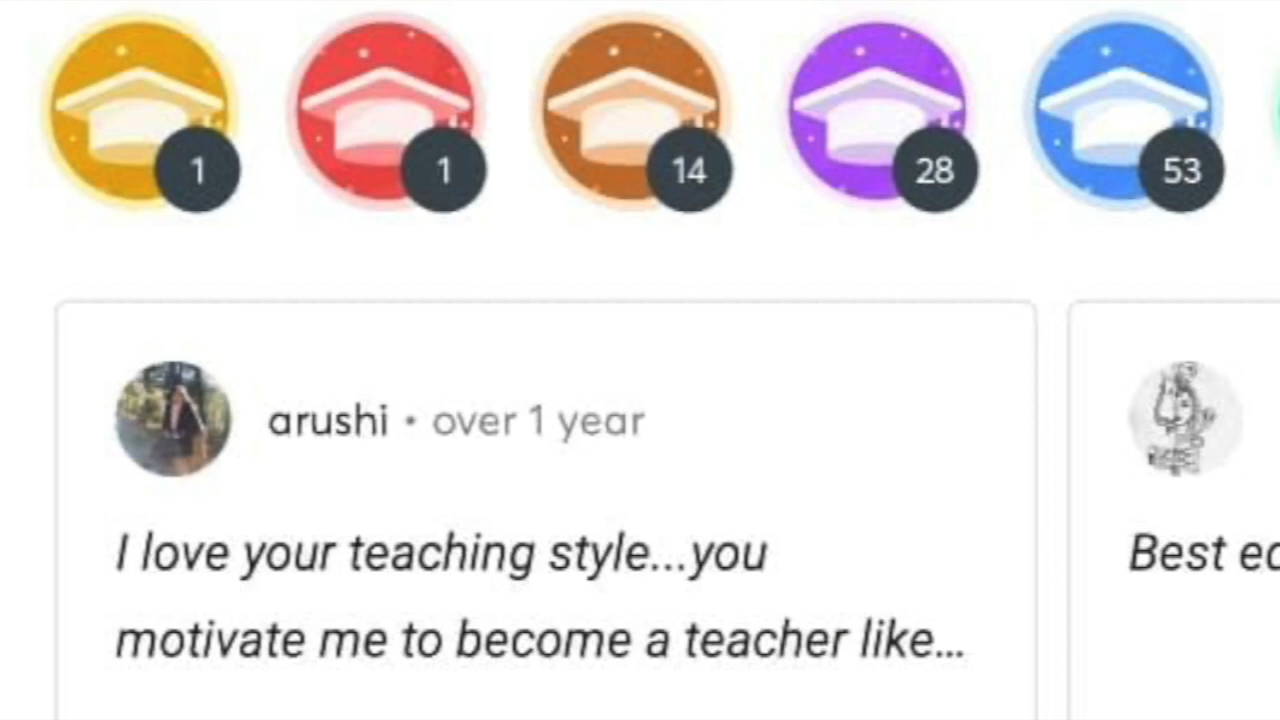 1 1 14 28 53
arushi • over 1 year
I love your teaching style...you
motivate me to become a teacher like...
Best